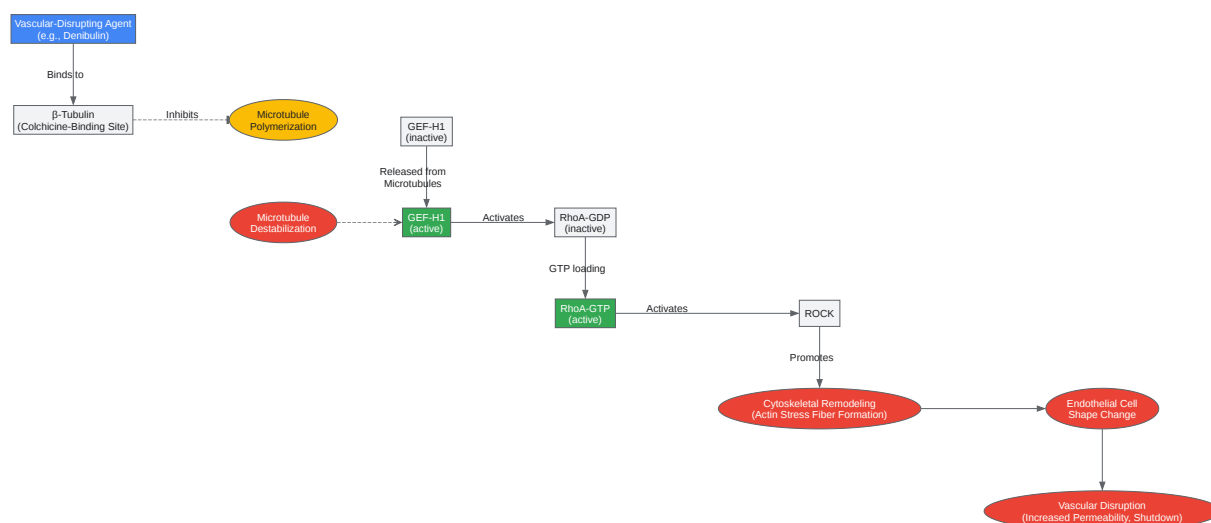 Vascular-Disrupting Agent
(e.g., Denibulin)
Binds to
β-Tubulin
(Colchicine-Binding Site)
Inhibits
Microtubule
Polymerization
GEF-H1
(inactive)
Released from
Microtubules
Microtubule
Destabilization
GEF-H1
(active)
Activates
RhoA-GDP
(inactive)
GTP loading
RhoA-GTP
(active)
Activates
ROCK
Promotes
Cytoskeletal Remodeling
(Actin Stress Fiber Formation)
Endothelial Cell
Shape Change
Vascular Disruption
(Increased Permeability, Shutdown)